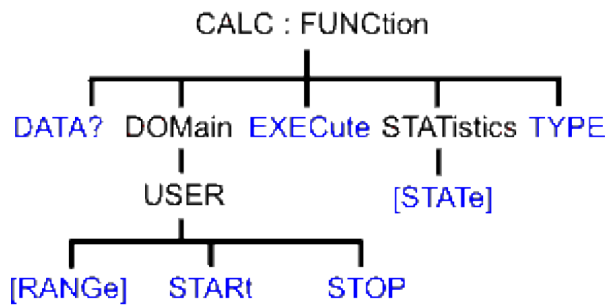 CALC : FUNCtion
DATA? DOMain EXECute STATistics TYPE
USER [STATe]
[RANGe] STARt STOP